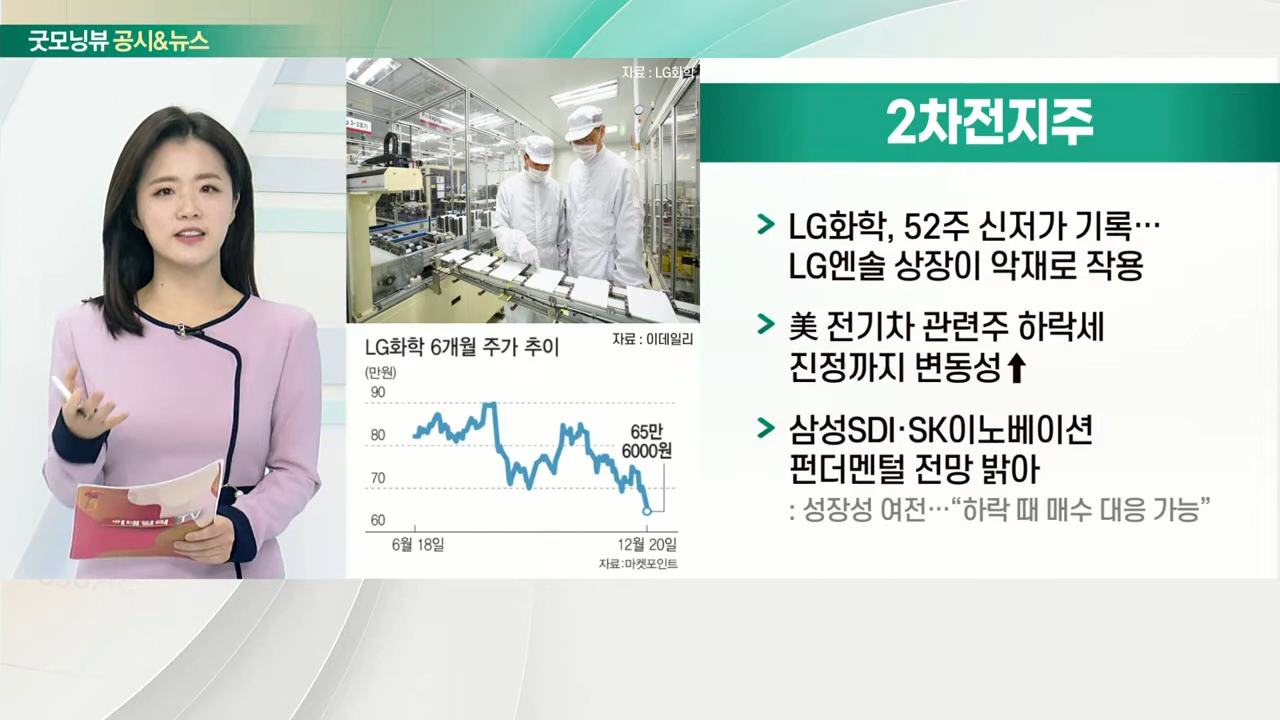 굿모닝뷰 공시&뉴스
자료 : LG화학
2차전지주
> LG화학, 52주 신저가 기록…
LG엔솔 상장이 악재로 작용
> 美 전기차 관련주 하락세
진정까지 변동성⬆
> 삼성SDI·SK이노베이션
펀더멘털 전망 밝아
: 성장성 여전…“하락 때 매수 대응 가능”
LG화학 6개월 주가 추이
자료 : 이데일리
(만원)
90
80
70
60
65만
6000원
6월 18일
12월 20일
자료:마켓포인트